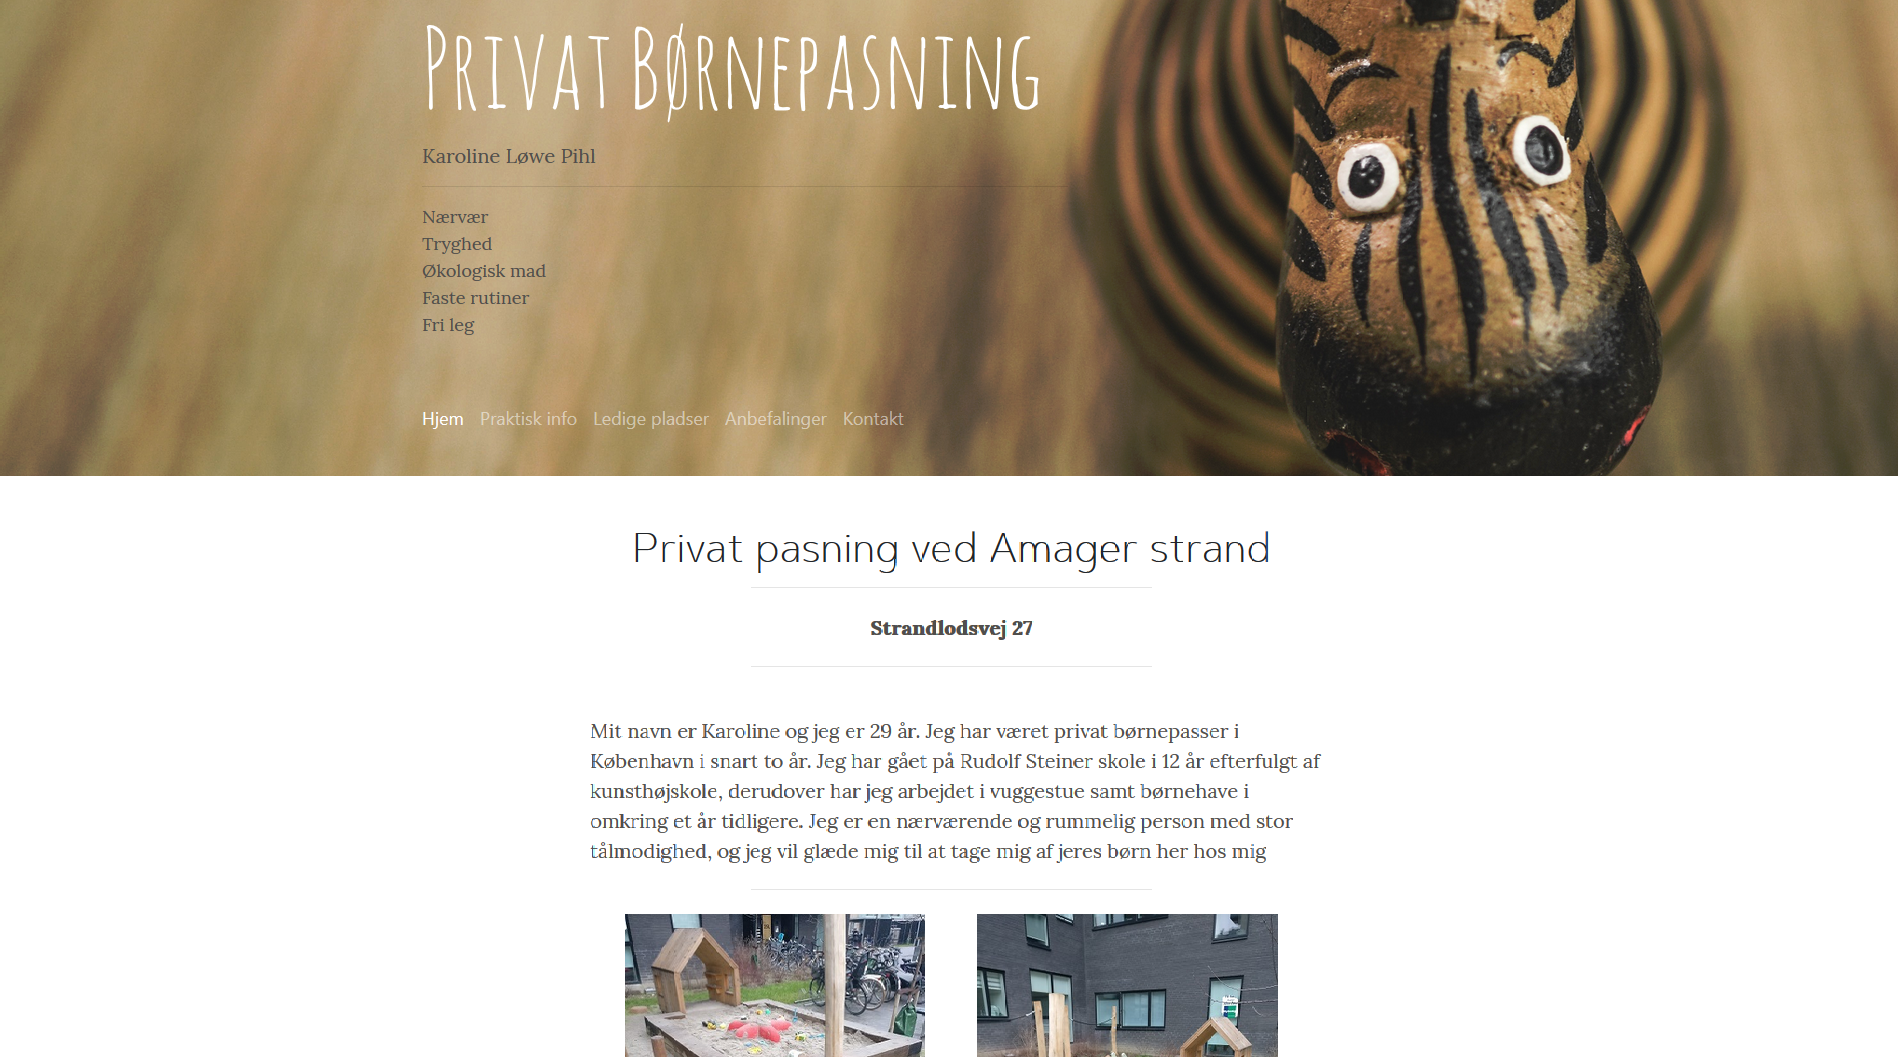 Privat Børnepasning
Karoline Løwe Pihl
Nærvær
Tryghed
Økologisk mad
Faste rutiner
Fri leg
Hjem Praktisk info Ledige pladser Anbefalinger Kontakt
Privat pasning ved Amager strand
Strandlodsvej 27
Mit navn er Karoline og jeg er 29 år. Jeg har været privat børnepasser i
København i snart to år. Jeg har gået på Rudolf Steiner skole i 12 år efterfulgt af
kunsthøjskole, derudover har jeg arbejdet i vuggestue samt børnehave i
omkring et år tidligere. Jeg er en nærværende og rummelig person med stor
tålmodighed, og jeg vil glæde mig til at tage mig af jeres børn her hos mig